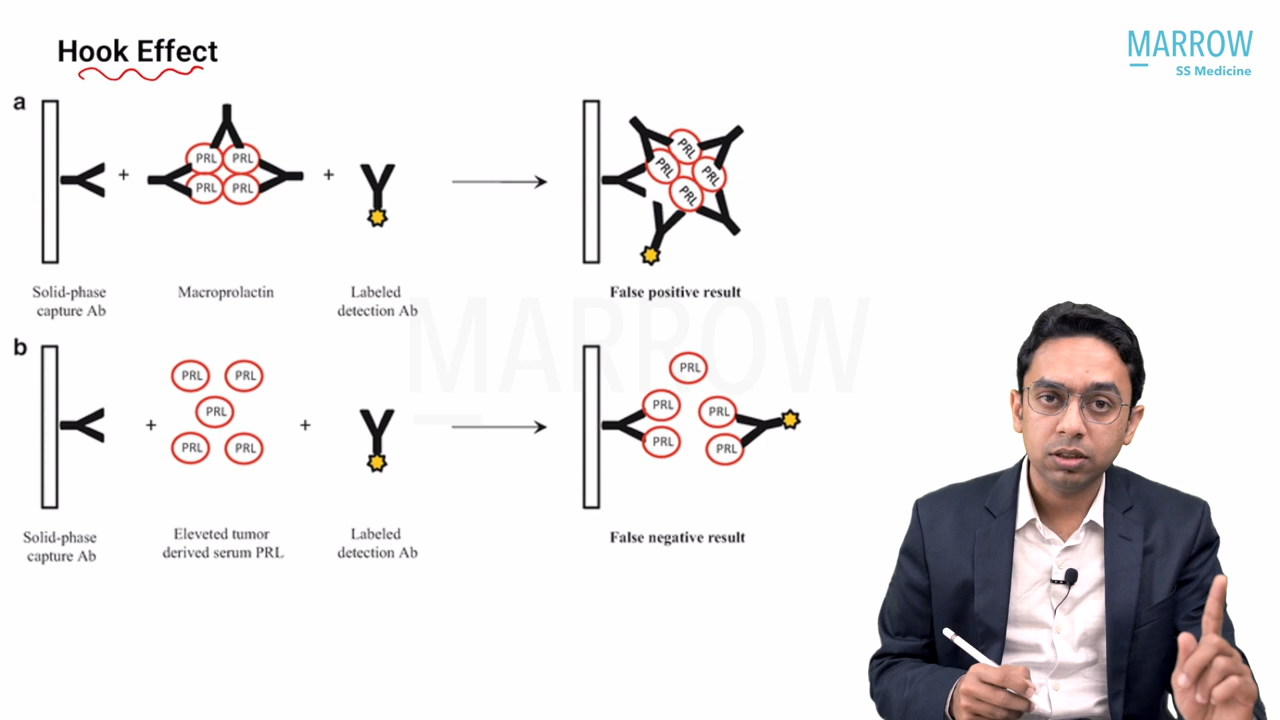 Hook Effect
MARROW
SS Medicine
a
PRL PRL
PRL PRL
+
+
PRL
PRL PRL
PRL
Solid-phase
capture Ab
Macroprolactin
Labeled
detection Ab
False positive result
MARROW
b
PRL PRL
PRL
PRL PRL
+
+
PRL
PRL PRL
PRL PRL
Solid-phase
capture Ab
Eleveted tumor
derived serum PRL
Labeled
detection Ab
False negative result